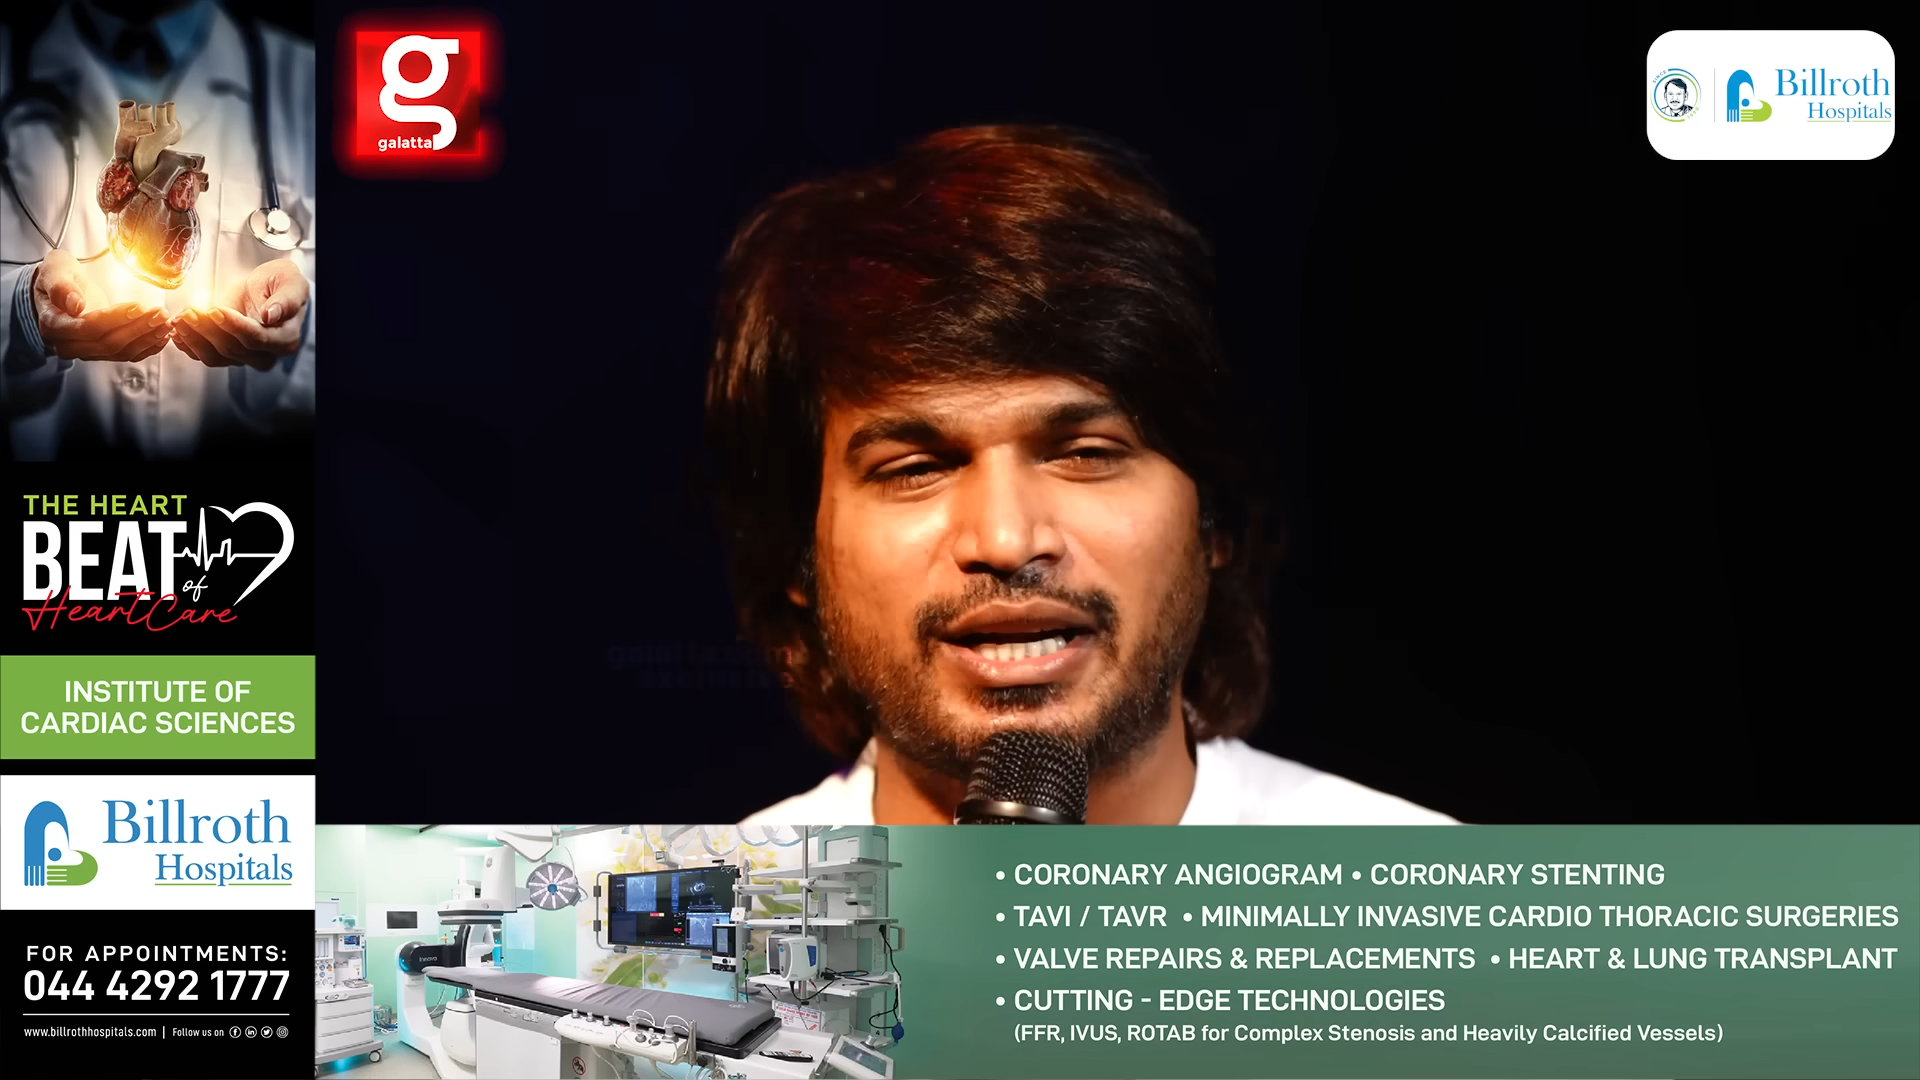 galatta
Billroth
Hospitals
THE HEART
BEAT
of
HeartCare
INSTITUTE OF
CARDIAC SCIENCES
Billroth
Hospitals
FOR APPOINTMENTS:
044 4292 1777
www.billrothhospitals.com | Follow us on
• CORONARY ANGIOGRAM • CORONARY STENTING
• TAVI / TAVR • MINIMALLY INVASIVE CARDIO THORACIC SURGERIES
• VALVE REPAIRS & REPLACEMENTS • HEART & LUNG TRANSPLANT
• CUTTING - EDGE TECHNOLOGIES
(FFR, IVUS, ROTAB for Complex Stenosis and Heavily Calcified Vessels)